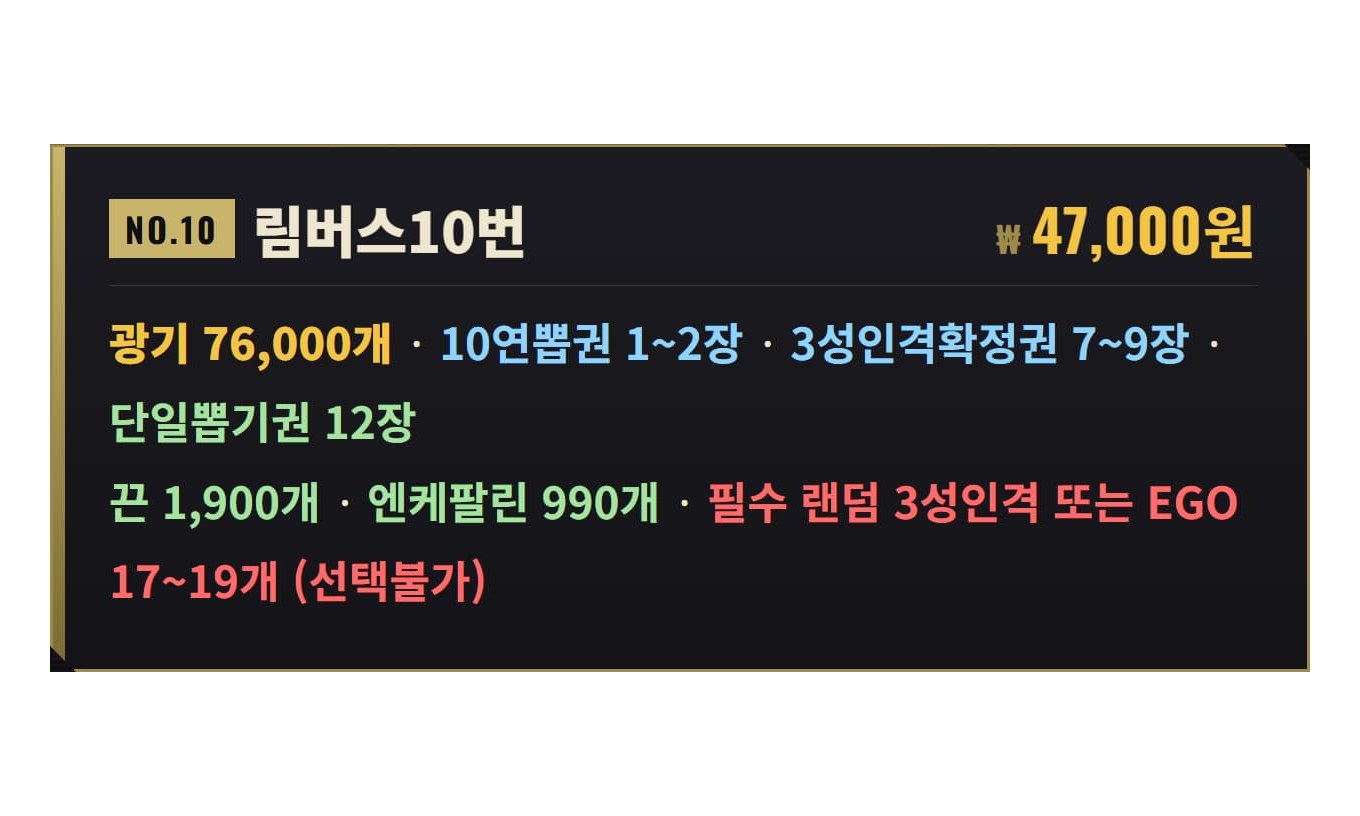 NO.10 림버스10번 ₩ 47,000원
광기 76,000개 · 10연뽑권 1~2장 · 3성인격확정권 7~9장 ·
단일뽑기권 12장
끈 1,900개 · 엔케팔린 990개 · 필수 랜덤 3성인격 또는 EGO
17~19개 (선택불가)